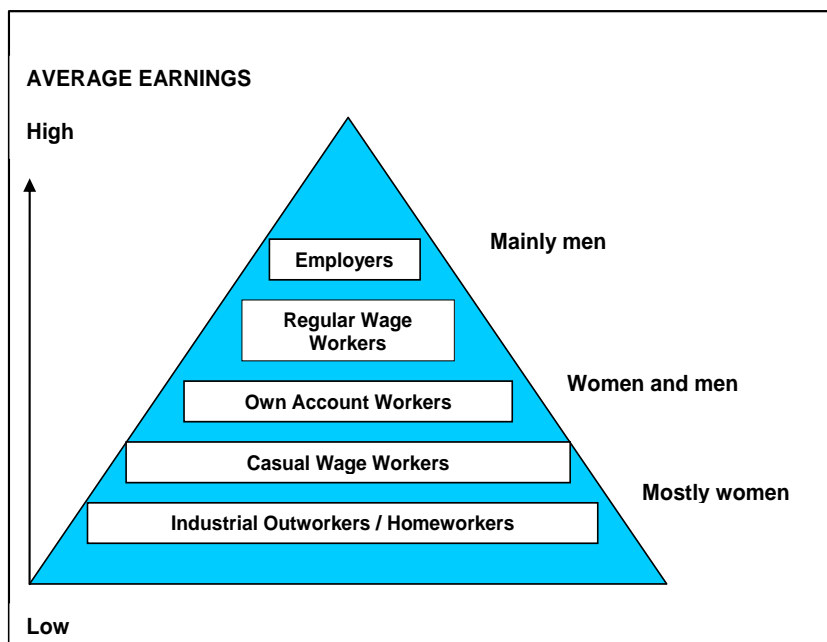 AVERAGE EARNINGS
High
Mainly men
Employers
Regular Wage
Workers
Women and men
Own Account Workers
Casual Wage Workers
Mostly women
Industrial Outworkers / Homeworkers
Low